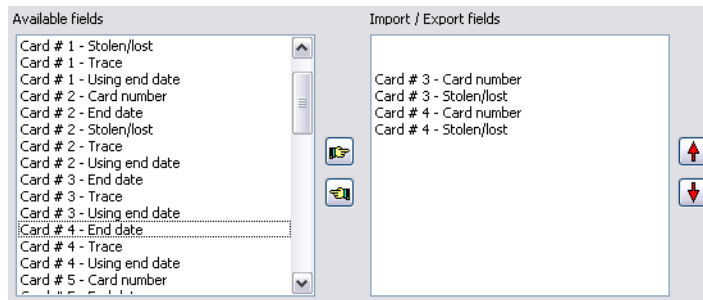 Available fields
Card # 1 - Stolen/lost
Card # 1 - Trace
Card # 1 - Using end date
Card # 2 - Card number
Card # 2 - End date
Card # 2 - Stolen/lost
Card # 2 - Trace
Card # 2 - Using end date
Card # 3 - End date
Card # 3 - Trace
Card # 3 - Using end date
Card # 4 - End date
Card # 4 - Trace
Card # 4 - Using end date
Card # 5 - Card number
Import / Export fields
Card # 3 - Card number
Card # 3 - Stolen/lost
Card # 4 - Card number
Card # 4 - Stolen/lost